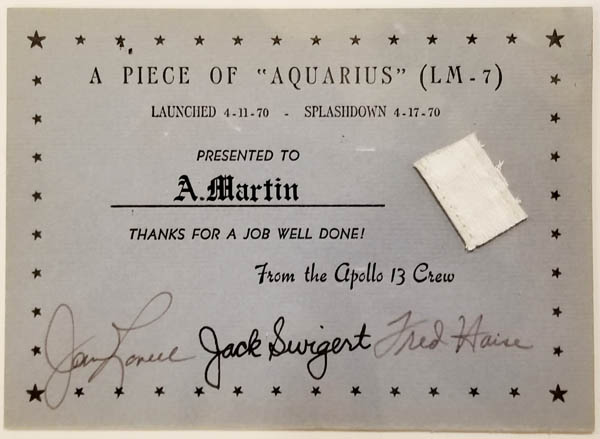 A PIECE OF "AQUARIUS" (LM-7)
LAUNCHED 4-11-70 - SPLASHDOWN 4-17-70
PRESENTED TO
A.Martin
THANKS FOR A JOB WELL DONE!
From the Apollo 13 Crew
Jim Lovell Jack Swigert Fred Haise